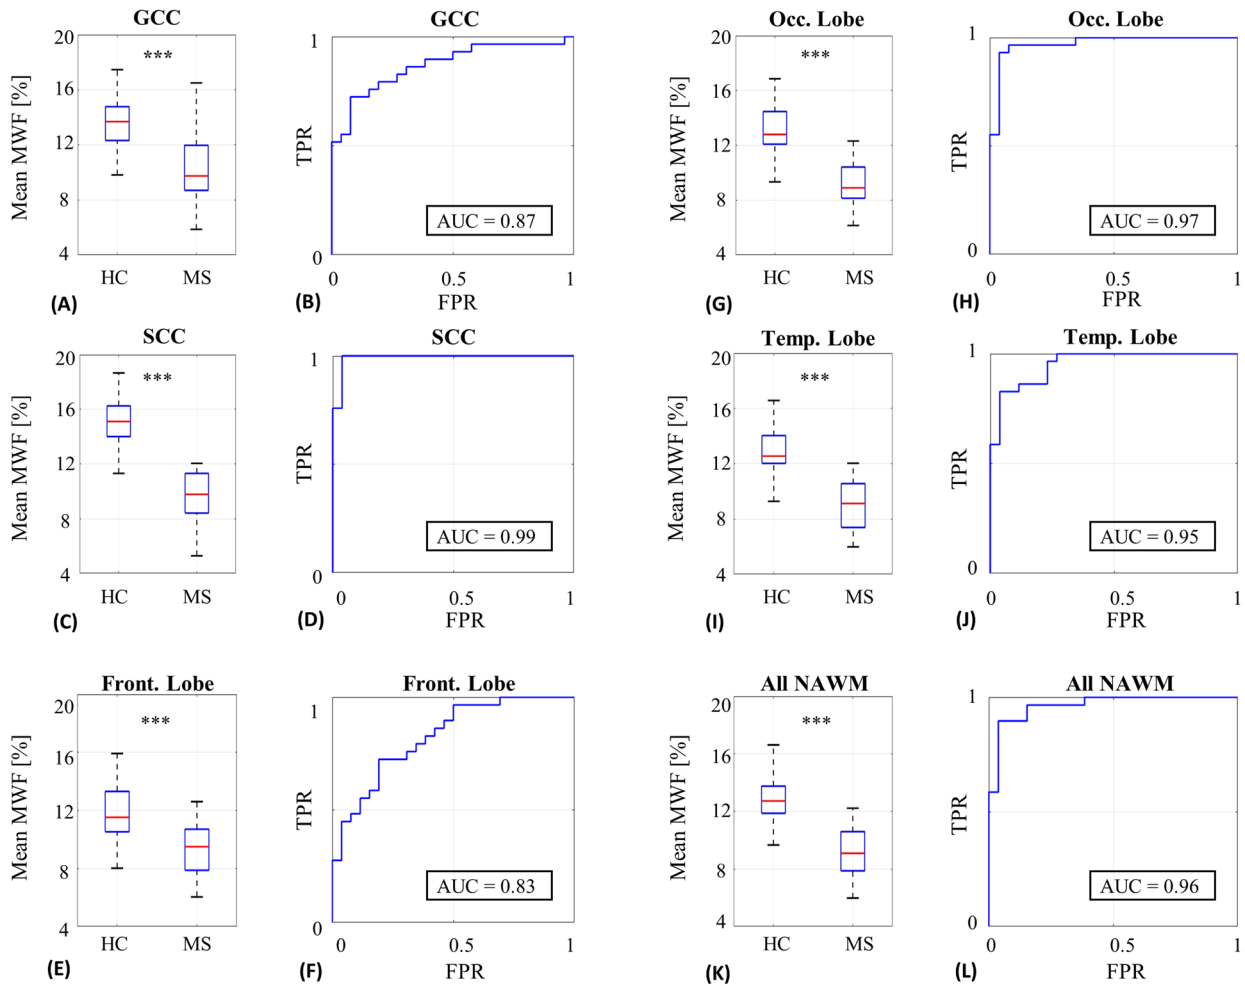 GCC
20
16
12
8
4
Mean MWF [%]
***
HC MS
(A)
GCC
1
TPR
0
AUC = 0.87
0 0.5 1
FPR
(B)
Occ. Lobe
20
16
12
8
4
Mean MWF [%]
***
HC MS
(G)
Occ. Lobe
1
TPR
0
AUC = 0.97
0 0.5 1
FPR
(H)
SCC
20
16
12
8
4
Mean MWF [%]
***
HC MS
(C)
SCC
1
TPR
0
AUC = 0.99
0 0.5 1
FPR
(D)
Temp. Lobe
20
16
12
8
4
Mean MWF [%]
***
HC MS
(I)
Temp. Lobe
1
TPR
0
AUC = 0.95
0 0.5 1
FPR
(J)
Front. Lobe
20
16
12
8
4
Mean MWF [%]
***
HC MS
(E)
Front. Lobe
1
TPR
0
AUC = 0.83
0 0.5 1
FPR
(F)
All NAWM
20
16
12
8
4
Mean MWF [%]
***
HC MS
(K)
All NAWM
1
TPR
0
AUC = 0.96
0 0.5 1
FPR
(L)